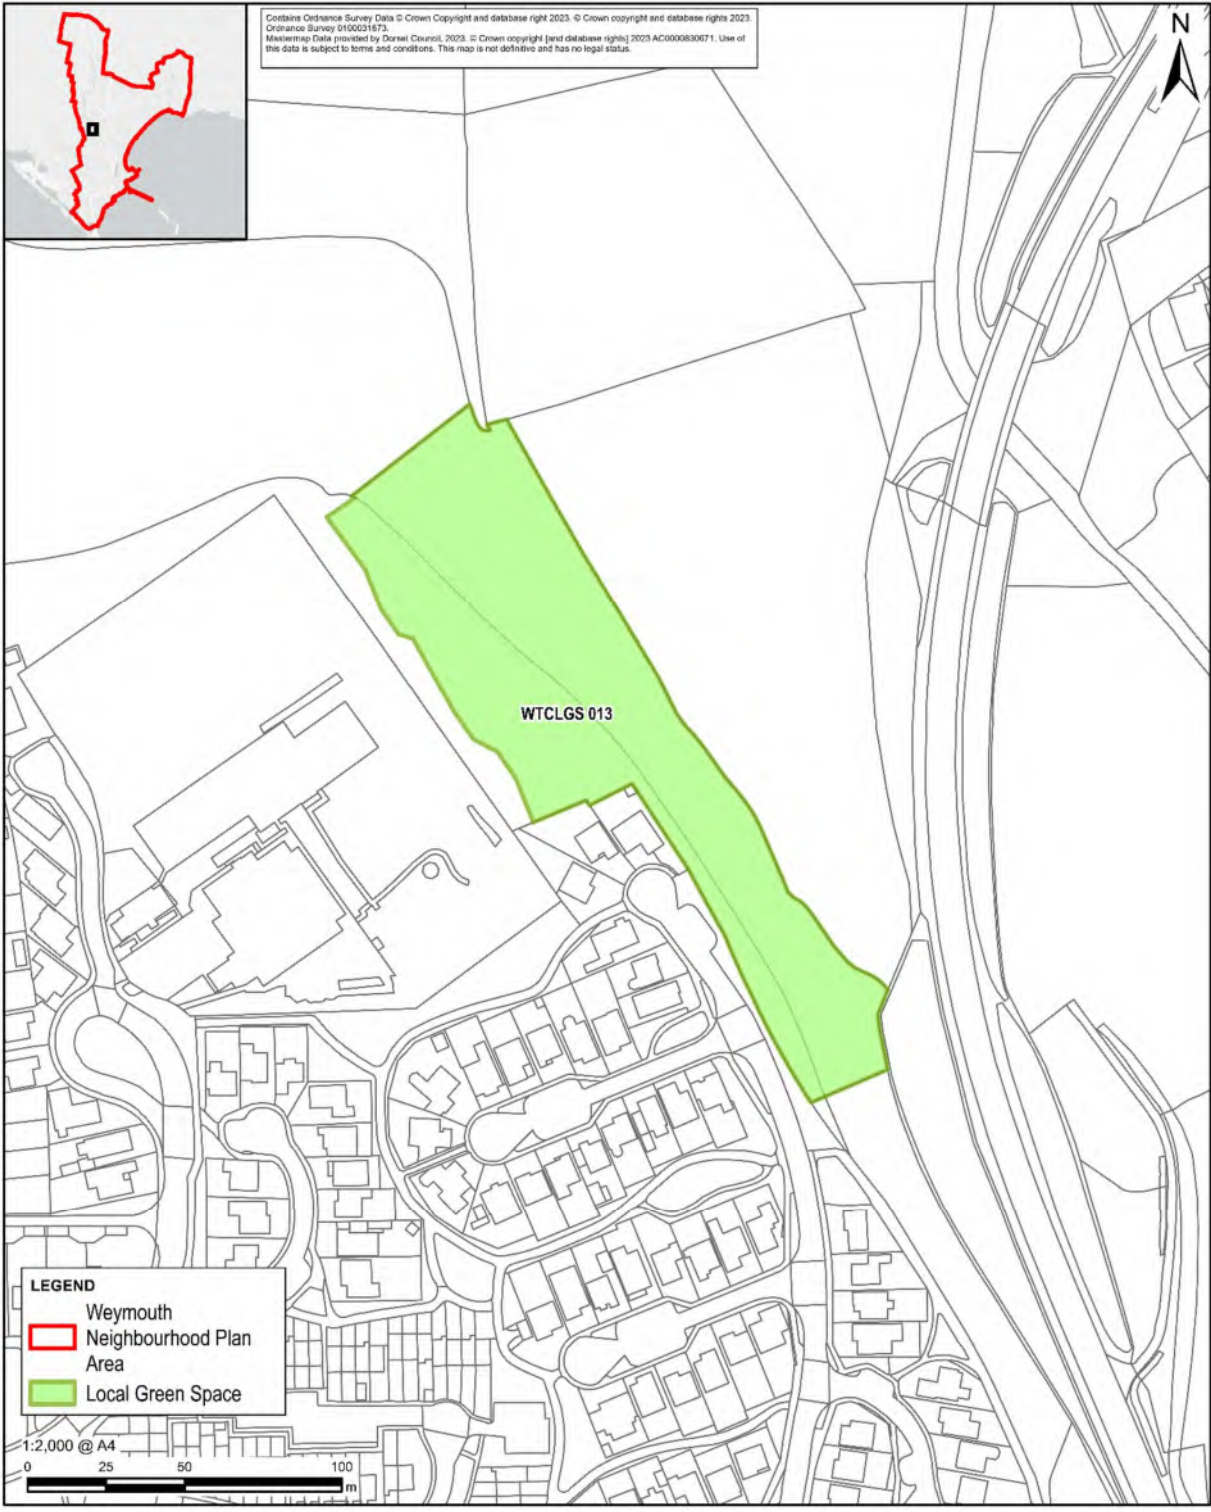 Contains Ordnance Survey Data © Crown Copyright and database right 2023. © Crown copyright and database rights 2023.
Ordnance Survey 0100031673.
Mastermap Data provided by Dorset Council, 2023. © Crown copyright [and database rights] 2023 AC0000830671. Use of
this data is subject to terms and conditions. This map is not definitive and has no legal status.
N
WTCLGS 013
LEGEND
Weymouth
Neighbourhood Plan
Area
Local Green Space
1:2,000 @ A4
0 25 50 100
m